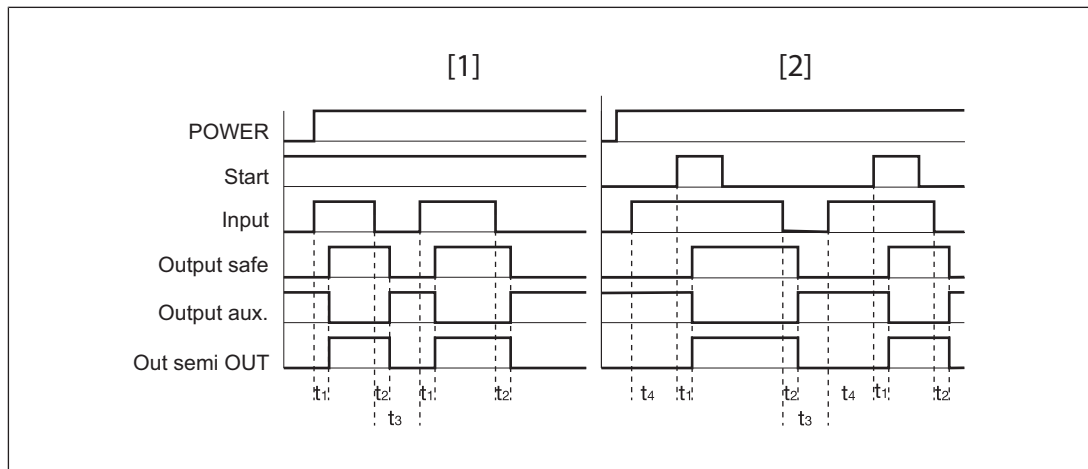 [1] [2]
POWER
Start
Input
Output safe
Output aux.
Out semi OUT
t1 t2 t1 t2 t4 t1 t2 t4 t1 t2
t3 t3